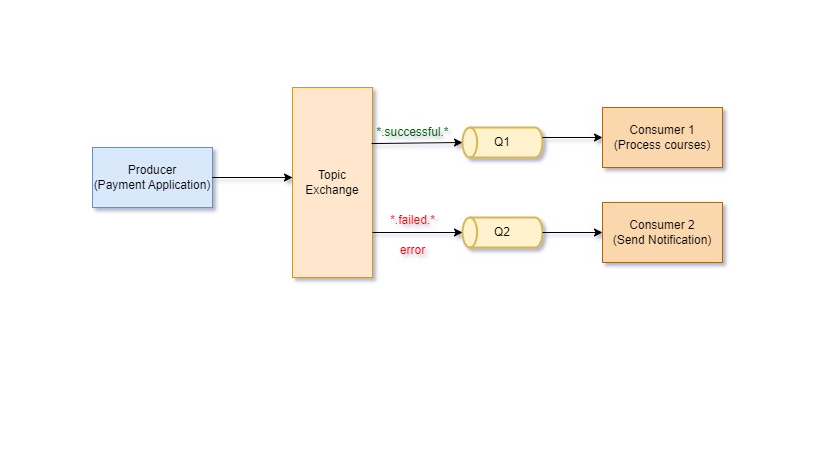 Producer
(Payment Application)
Topic
Exchange
*.successful.*
Q1
Consumer 1
(Process courses)
*.failed.*
error
Q2
Consumer 2
(Send Notification)